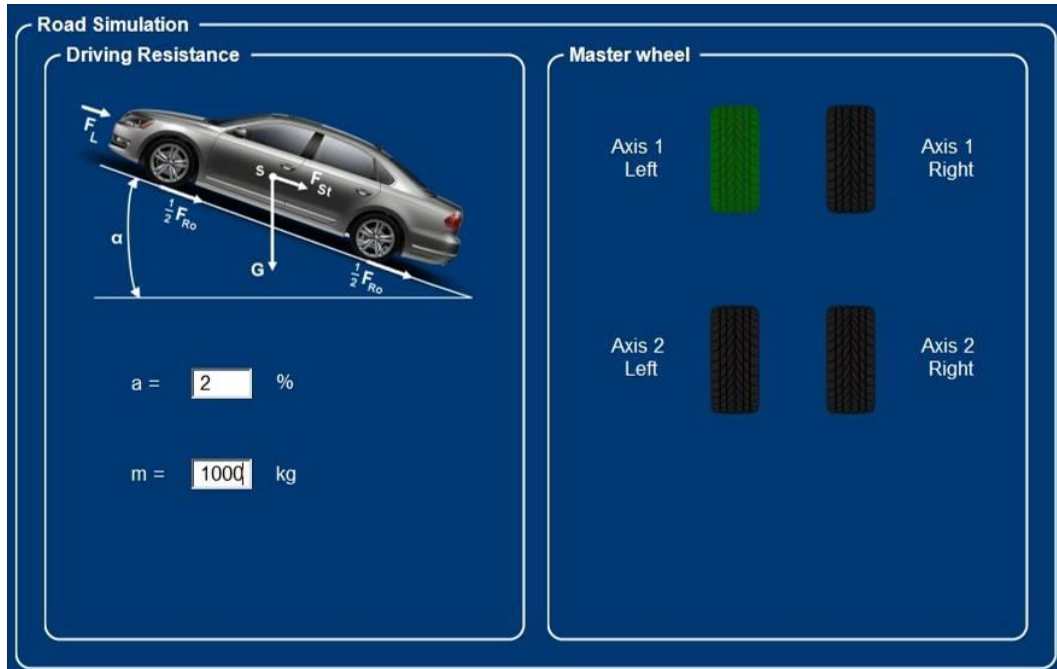 Road Simulation
Driving Resistance
F_L
S
F_St
½ F_Ro
α
G
½ F_Ro
a = 2 %
m = 1000 kg
Master wheel
Axis 1
Left
Axis 1
Right
Axis 2
Left
Axis 2
Right